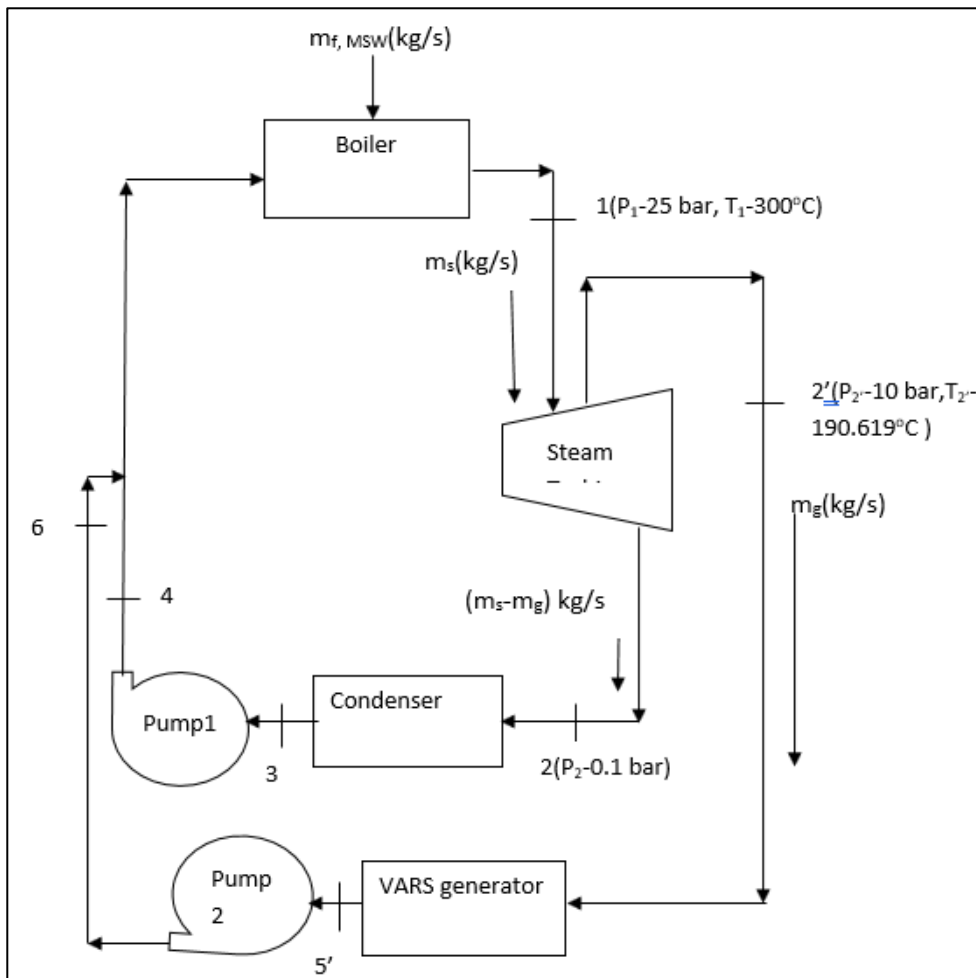 mf, MSW(kg/s)
Boiler
1(P1-25 bar, T1-300°C)
ms(kg/s)
2'(P2'-10 bar,T2'-
190.619°C )
Steam
mg(kg/s)
6
4
(ms-mg) kg/s
Condenser
Pump1
3
2(P2-0.1 bar)
Pump
2
VARS generator
5'